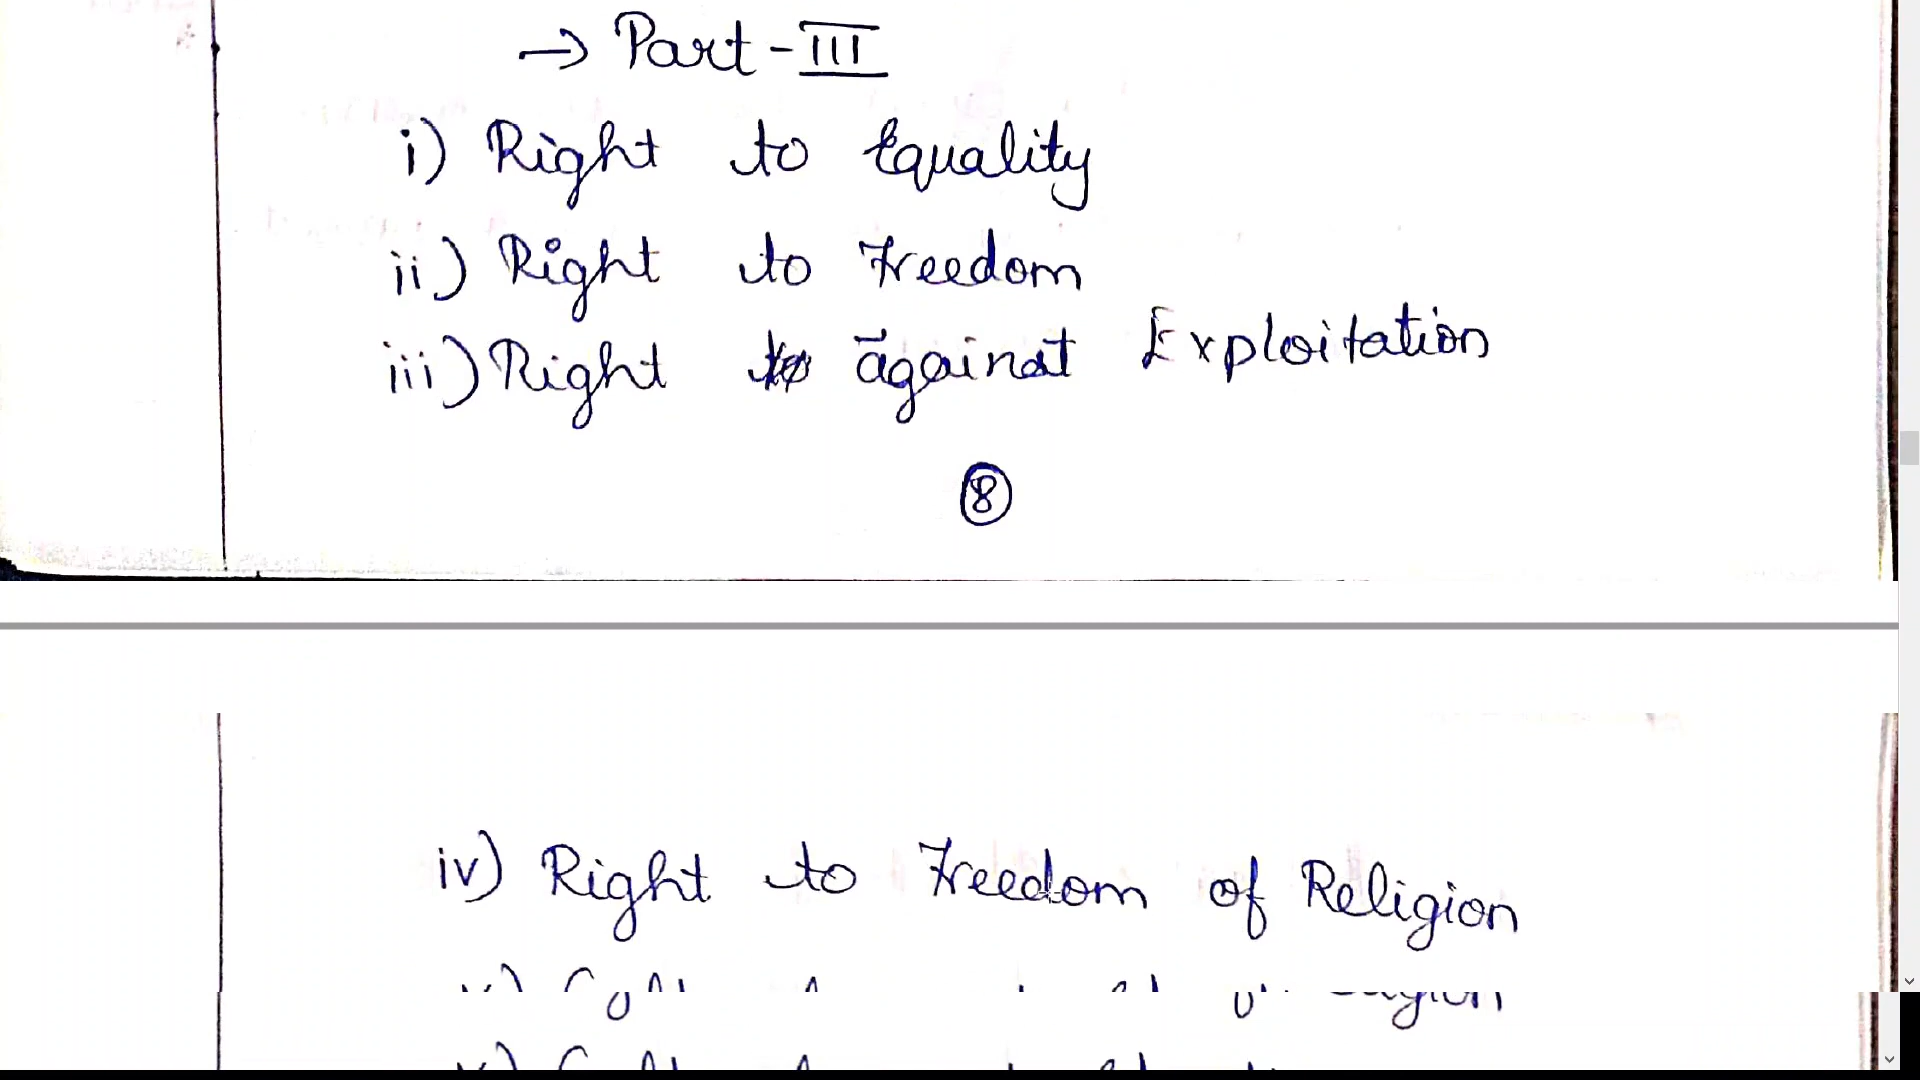 → Part-III
i) Right to Equality
ii) Right to Freedom
iii) Right against Exploitation
8
iv) Right to Freedom of Religion